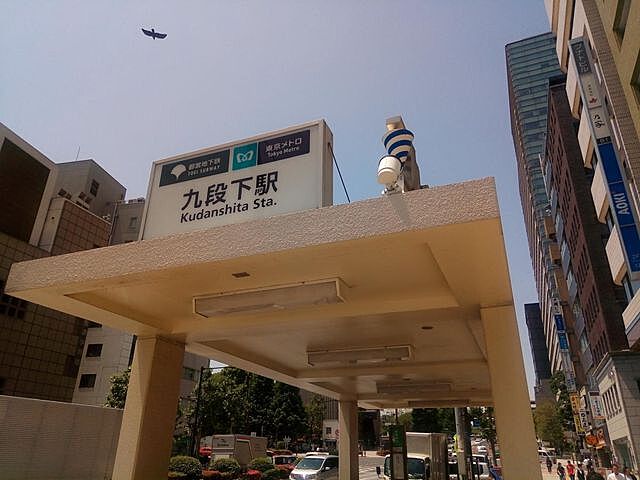 都営地下鉄
TOEI SUBWAY
東京メトロ
Tokyo Metro
九段下駅
Kudanshita Sta.
AOKI